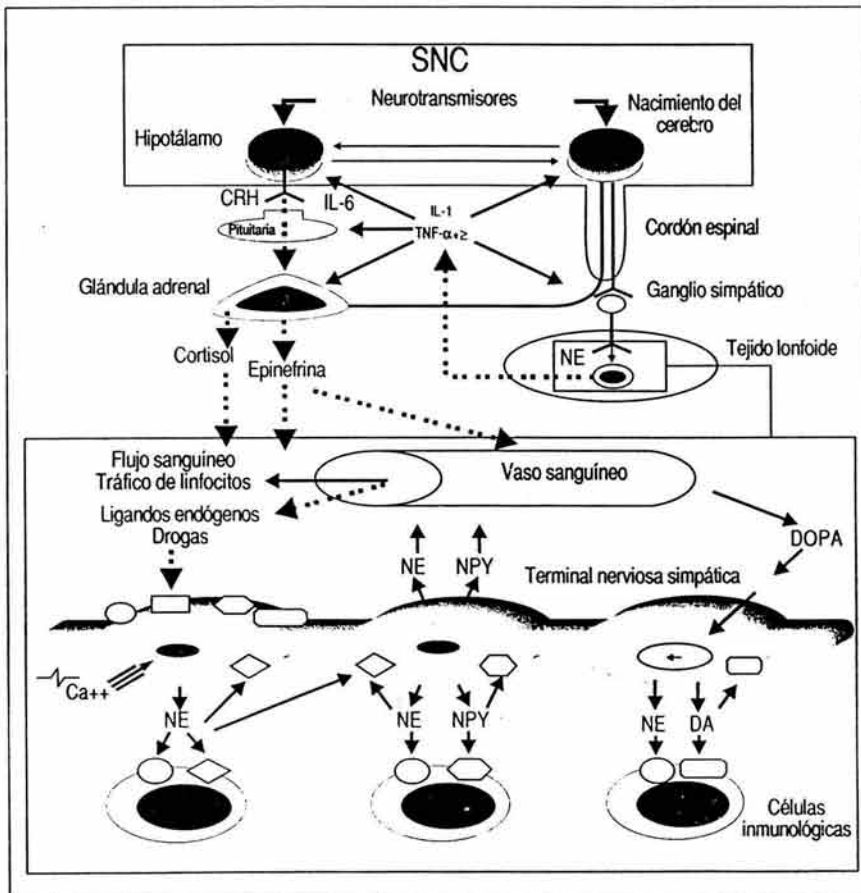 SNC
Neurotransmisores
Nacimiento del
cerebro
Hipotálamo
CRH
IL-6
IL-1
TNF-α+≥
Pituitaria
Cordón espinal
Glándula adrenal
Ganglio simpático
Cortisol
Epinefrina
NE
Tejido lonfoide
Flujo sanguíneo
Tráfico de linfocitos
Vaso sanguíneo
Ligandos endógenos
Drogas
DOPA
NE
NPY
Terminal nerviosa simpática
Ca++
NE
NE
NPY
NE
DA
Células
inmunológicas